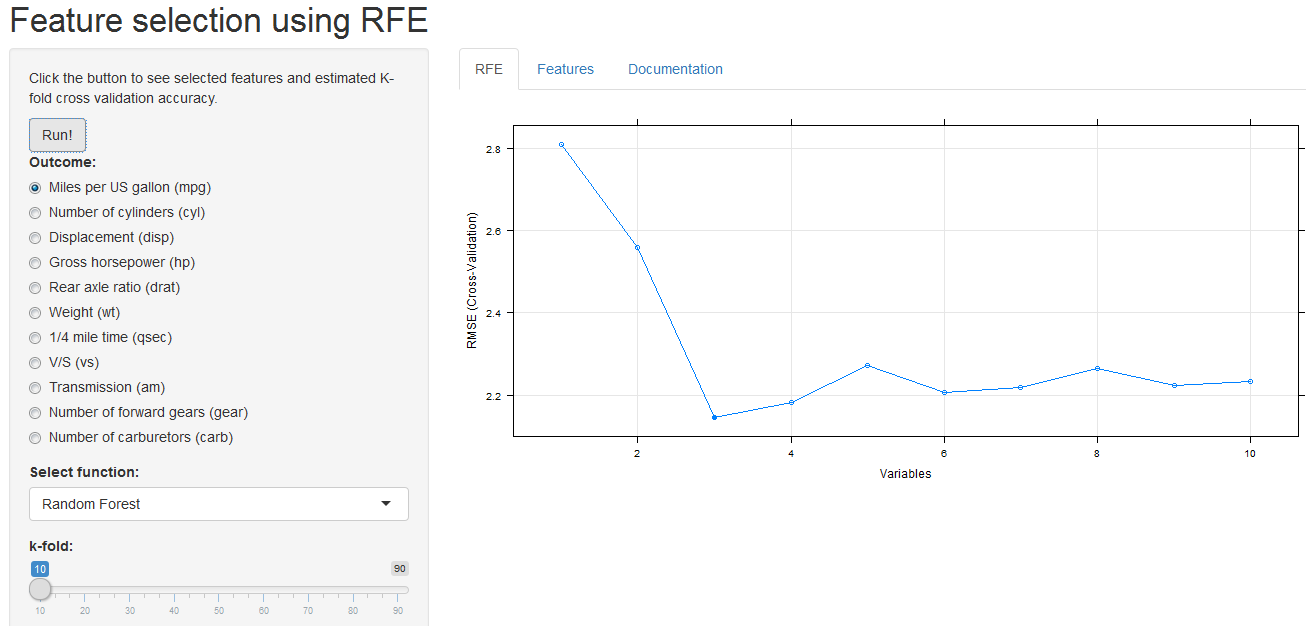 Feature selection using RFE
Click the button to see selected features and estimated K-
fold cross validation accuracy.
Run!
Outcome:
Miles per US gallon (mpg)
Number of cylinders (cyl)
Displacement (disp)
Gross horsepower (hp)
Rear axle ratio (drat)
Weight (wt)
1/4 mile time (qsec)
V/S (vs)
Transmission (am)
Number of forward gears (gear)
Number of carburetors (carb)
Select function:
Random Forest
k-fold:
10 90
10 20 30 40 50 60 70 80 90
RFE Features Documentation
2.8
2.6
2.4
2.2
RMSE (Cross-Validation)
2 4 6 8 10
Variables